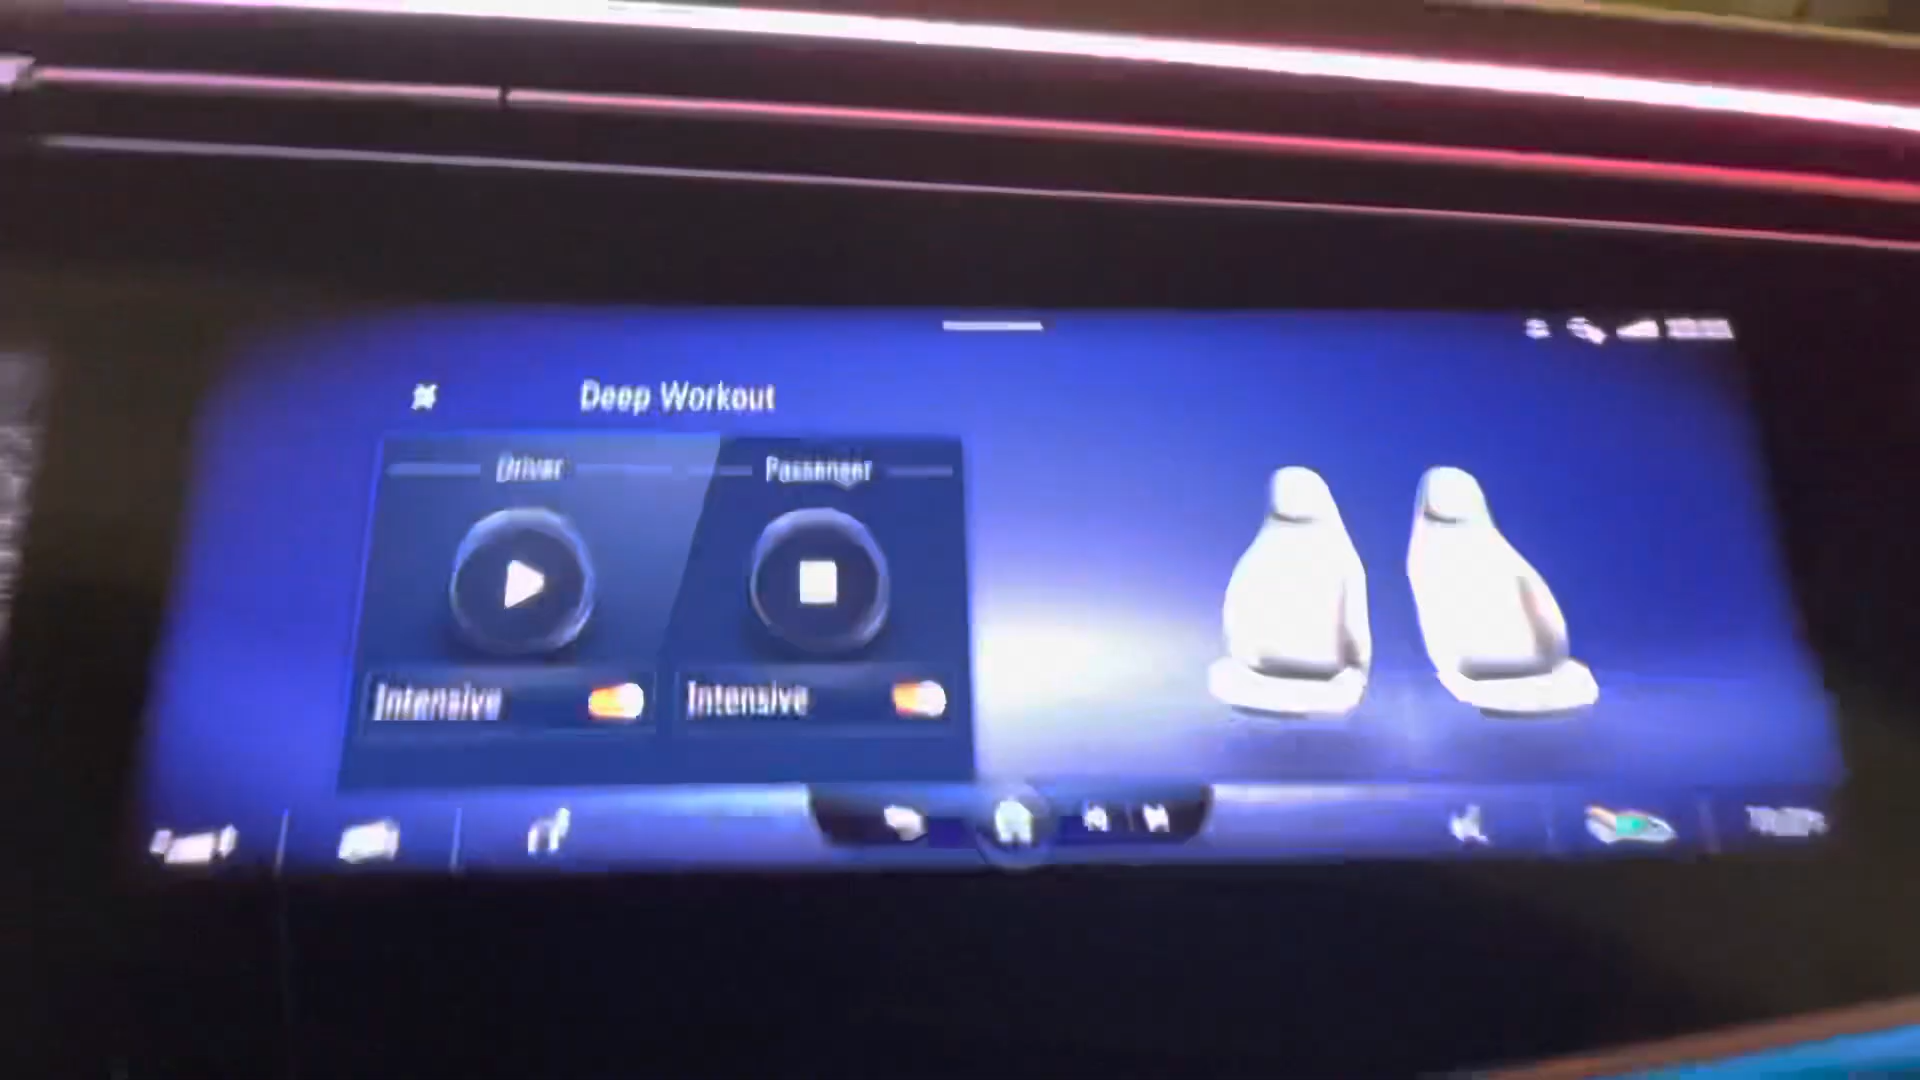 Deep Workout
Driver
Passenger
Intensive
Intensive